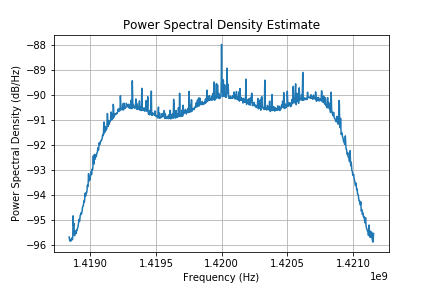 Power Spectral Density Estimate
Power Spectral Density (dB/Hz)
−88
−89
−90
−91
−92
−93
−94
−95
−96
1.4190 1.4195 1.4200 1.4205 1.4210
1e9
Frequency (Hz)